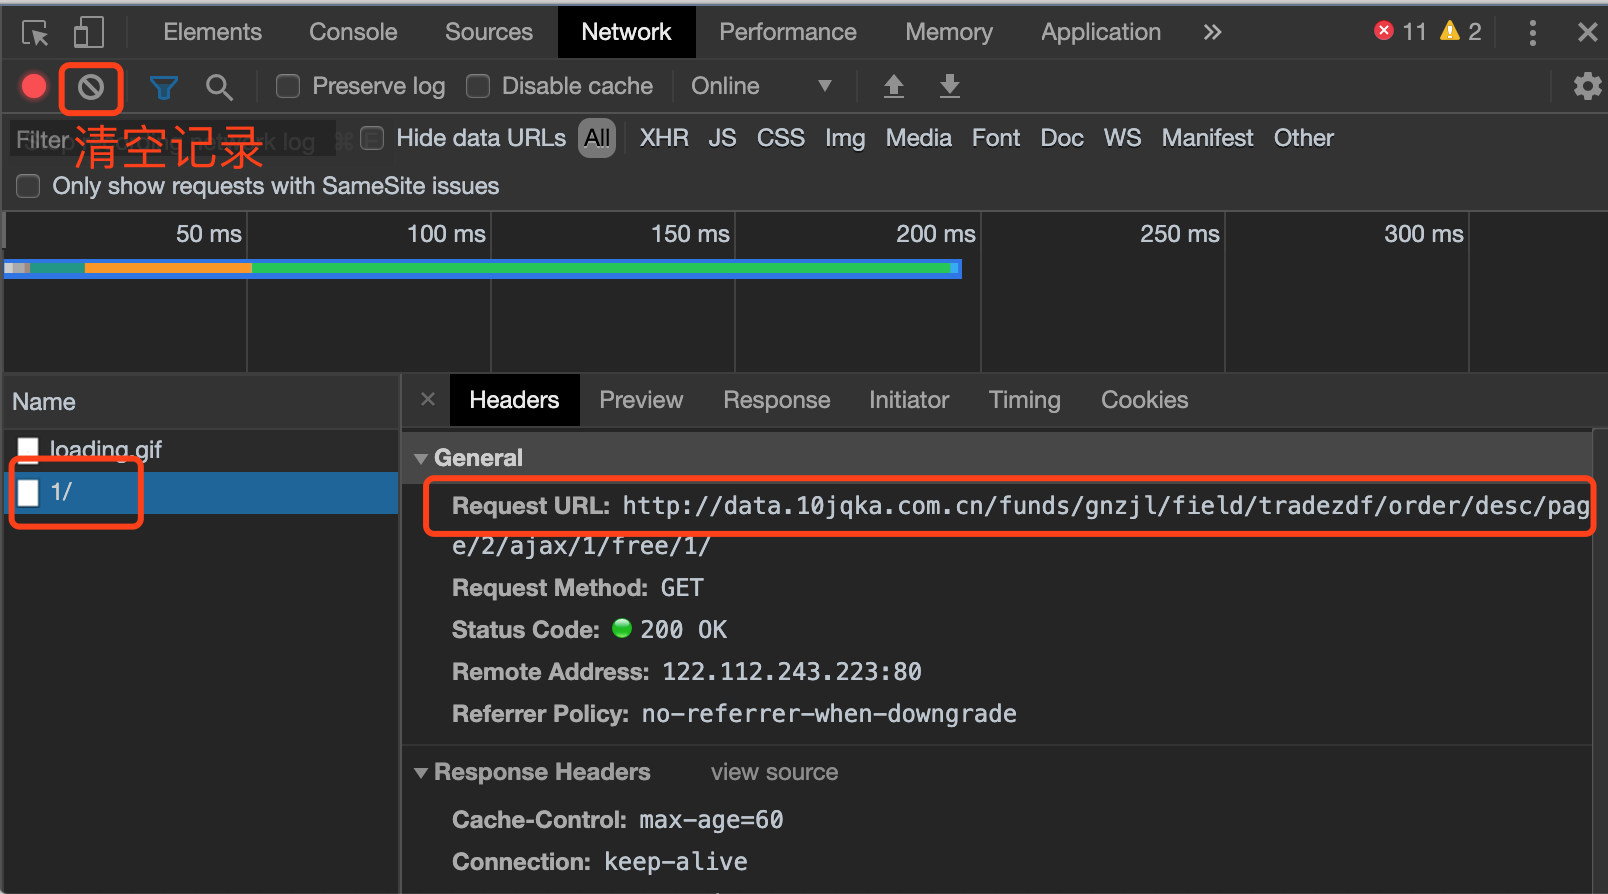 Elements Console Sources Network Performance Memory Application » 11 2
Preserve log Disable cache Online
Filter Hide data URLs All XHR JS CSS Img Media Font Doc WS Manifest Other
清空记录
Only show requests with SameSite issues
50 ms 100 ms 150 ms 200 ms 250 ms 300 ms
Name
loading.gif
1/
Headers Preview Response Initiator Timing Cookies
General
Request URL: http://data.10jqka.com.cn/funds/gnzjl/field/tradezdf/order/desc/pag
e/2/ajax/1/free/1/
Request Method: GET
Status Code: 200 OK
Remote Address: 122.112.243.223:80
Referrer Policy: no-referrer-when-downgrade
Response Headers view source
Cache-Control: max-age=60
Connection: keep-alive